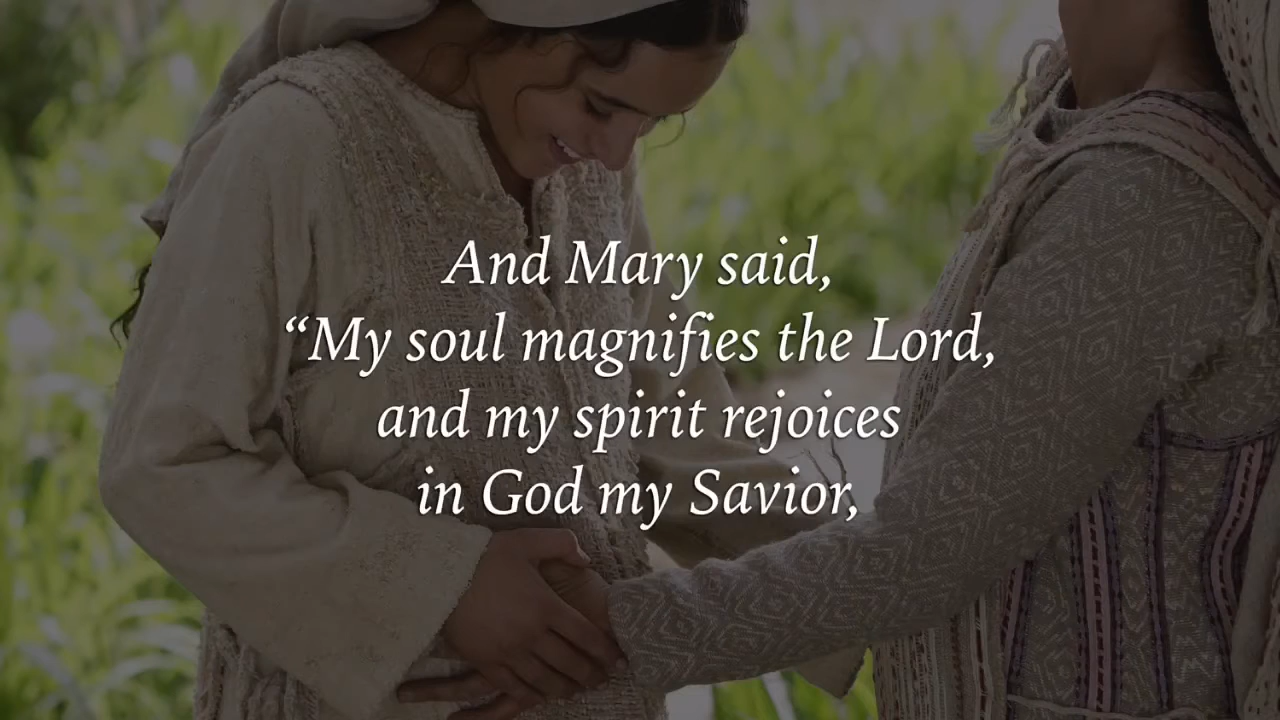 And Mary said,
“My soul magnifies the Lord,
and my spirit rejoices
in God my Savior,